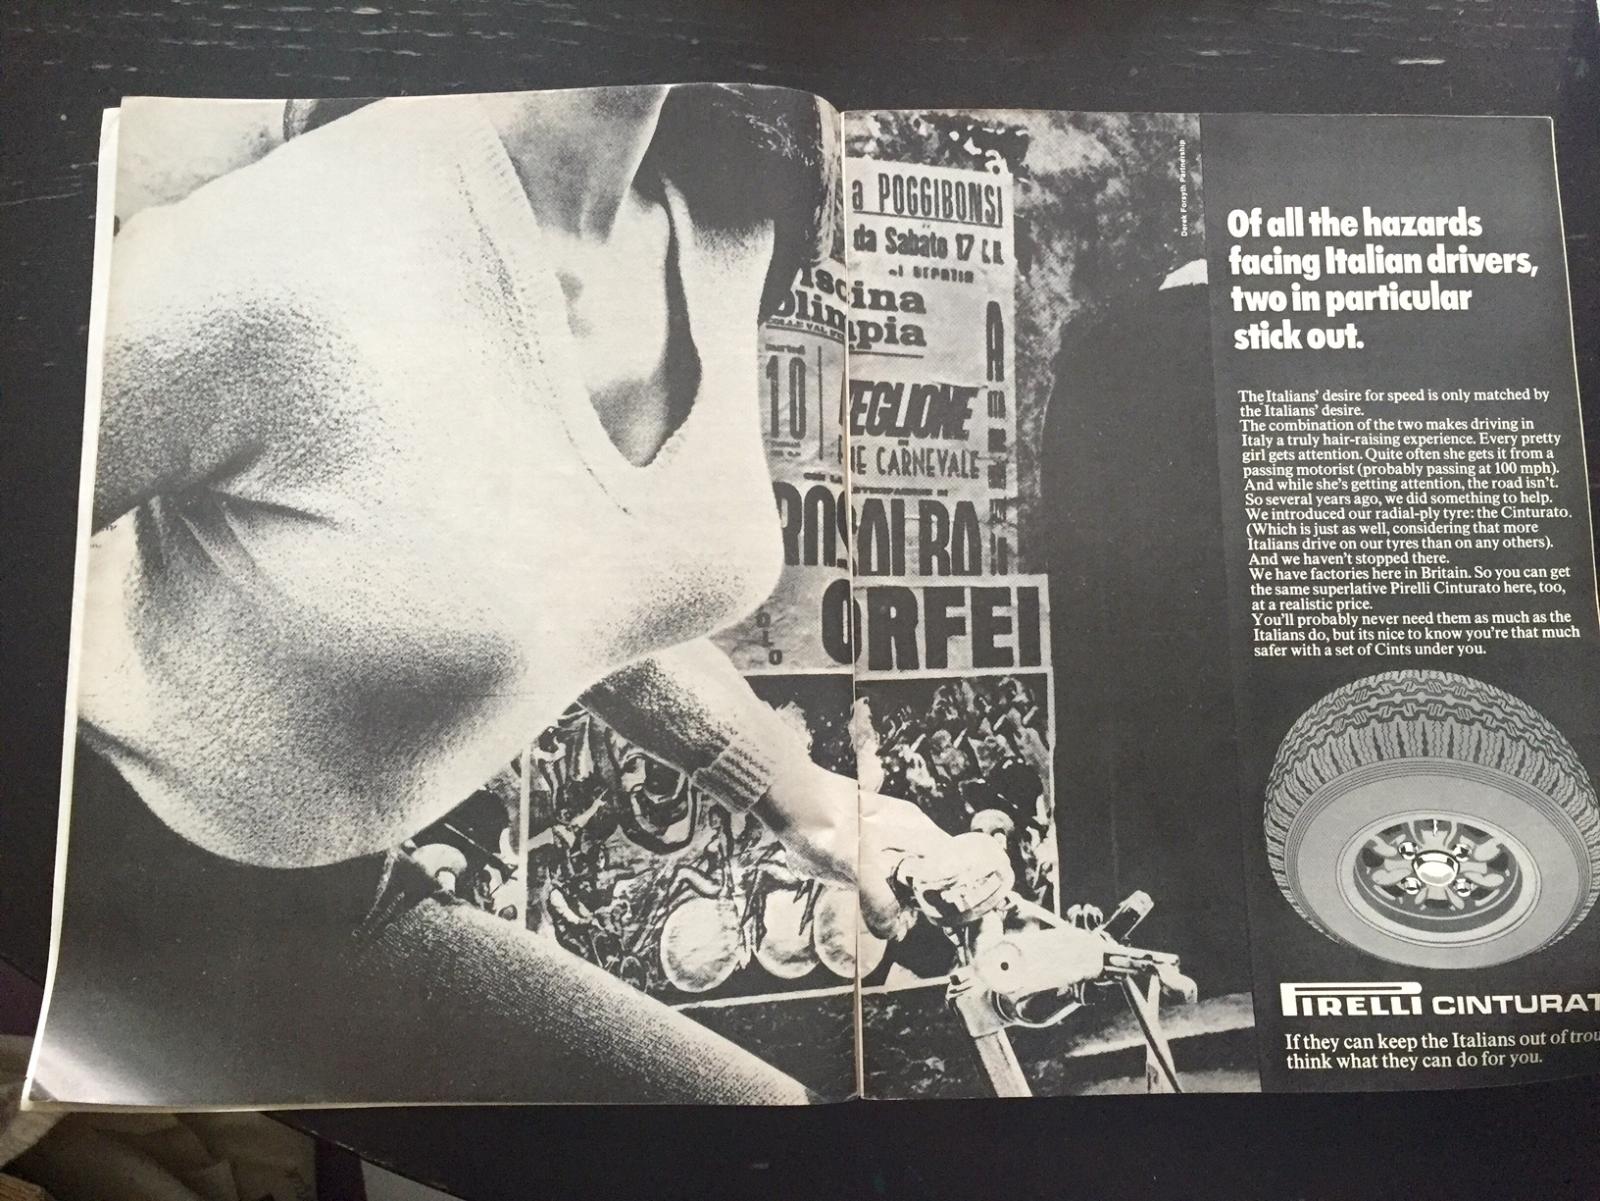 a POGGIBONSI
da Sabato 17
iscina
Olimpia
martedi
10
VEGLIONE
CARNEVALE
ORFEI
Derek Forsyth Partnership
Of all the hazards
facing Italian drivers,
two in particular
stick out.
The Italians' desire for speed is only matched by
the Italians' desire.
The combination of the two makes driving in
Italy a truly hair-raising experience. Every pretty
girl gets attention. Quite often she gets it from a
passing motorist (probably passing at 100 mph).
And while she's getting attention, the road isn't.
So several years ago, we did something to help.
We introduced our radial-ply tyre: the Cinturato.
(Which is just as well, considering that more
Italians drive on our tyres than on any others).
And we haven't stopped there.
We have factories here in Britain. So you can get
the same superlative Pirelli Cinturato here, too,
at a realistic price.
You'll probably never need them as much as the
Italians do, but its nice to know you're that much
safer with a set of Cints under you.
PIRELLI CINTURAT
If they can keep the Italians out of trou
think what they can do for you.